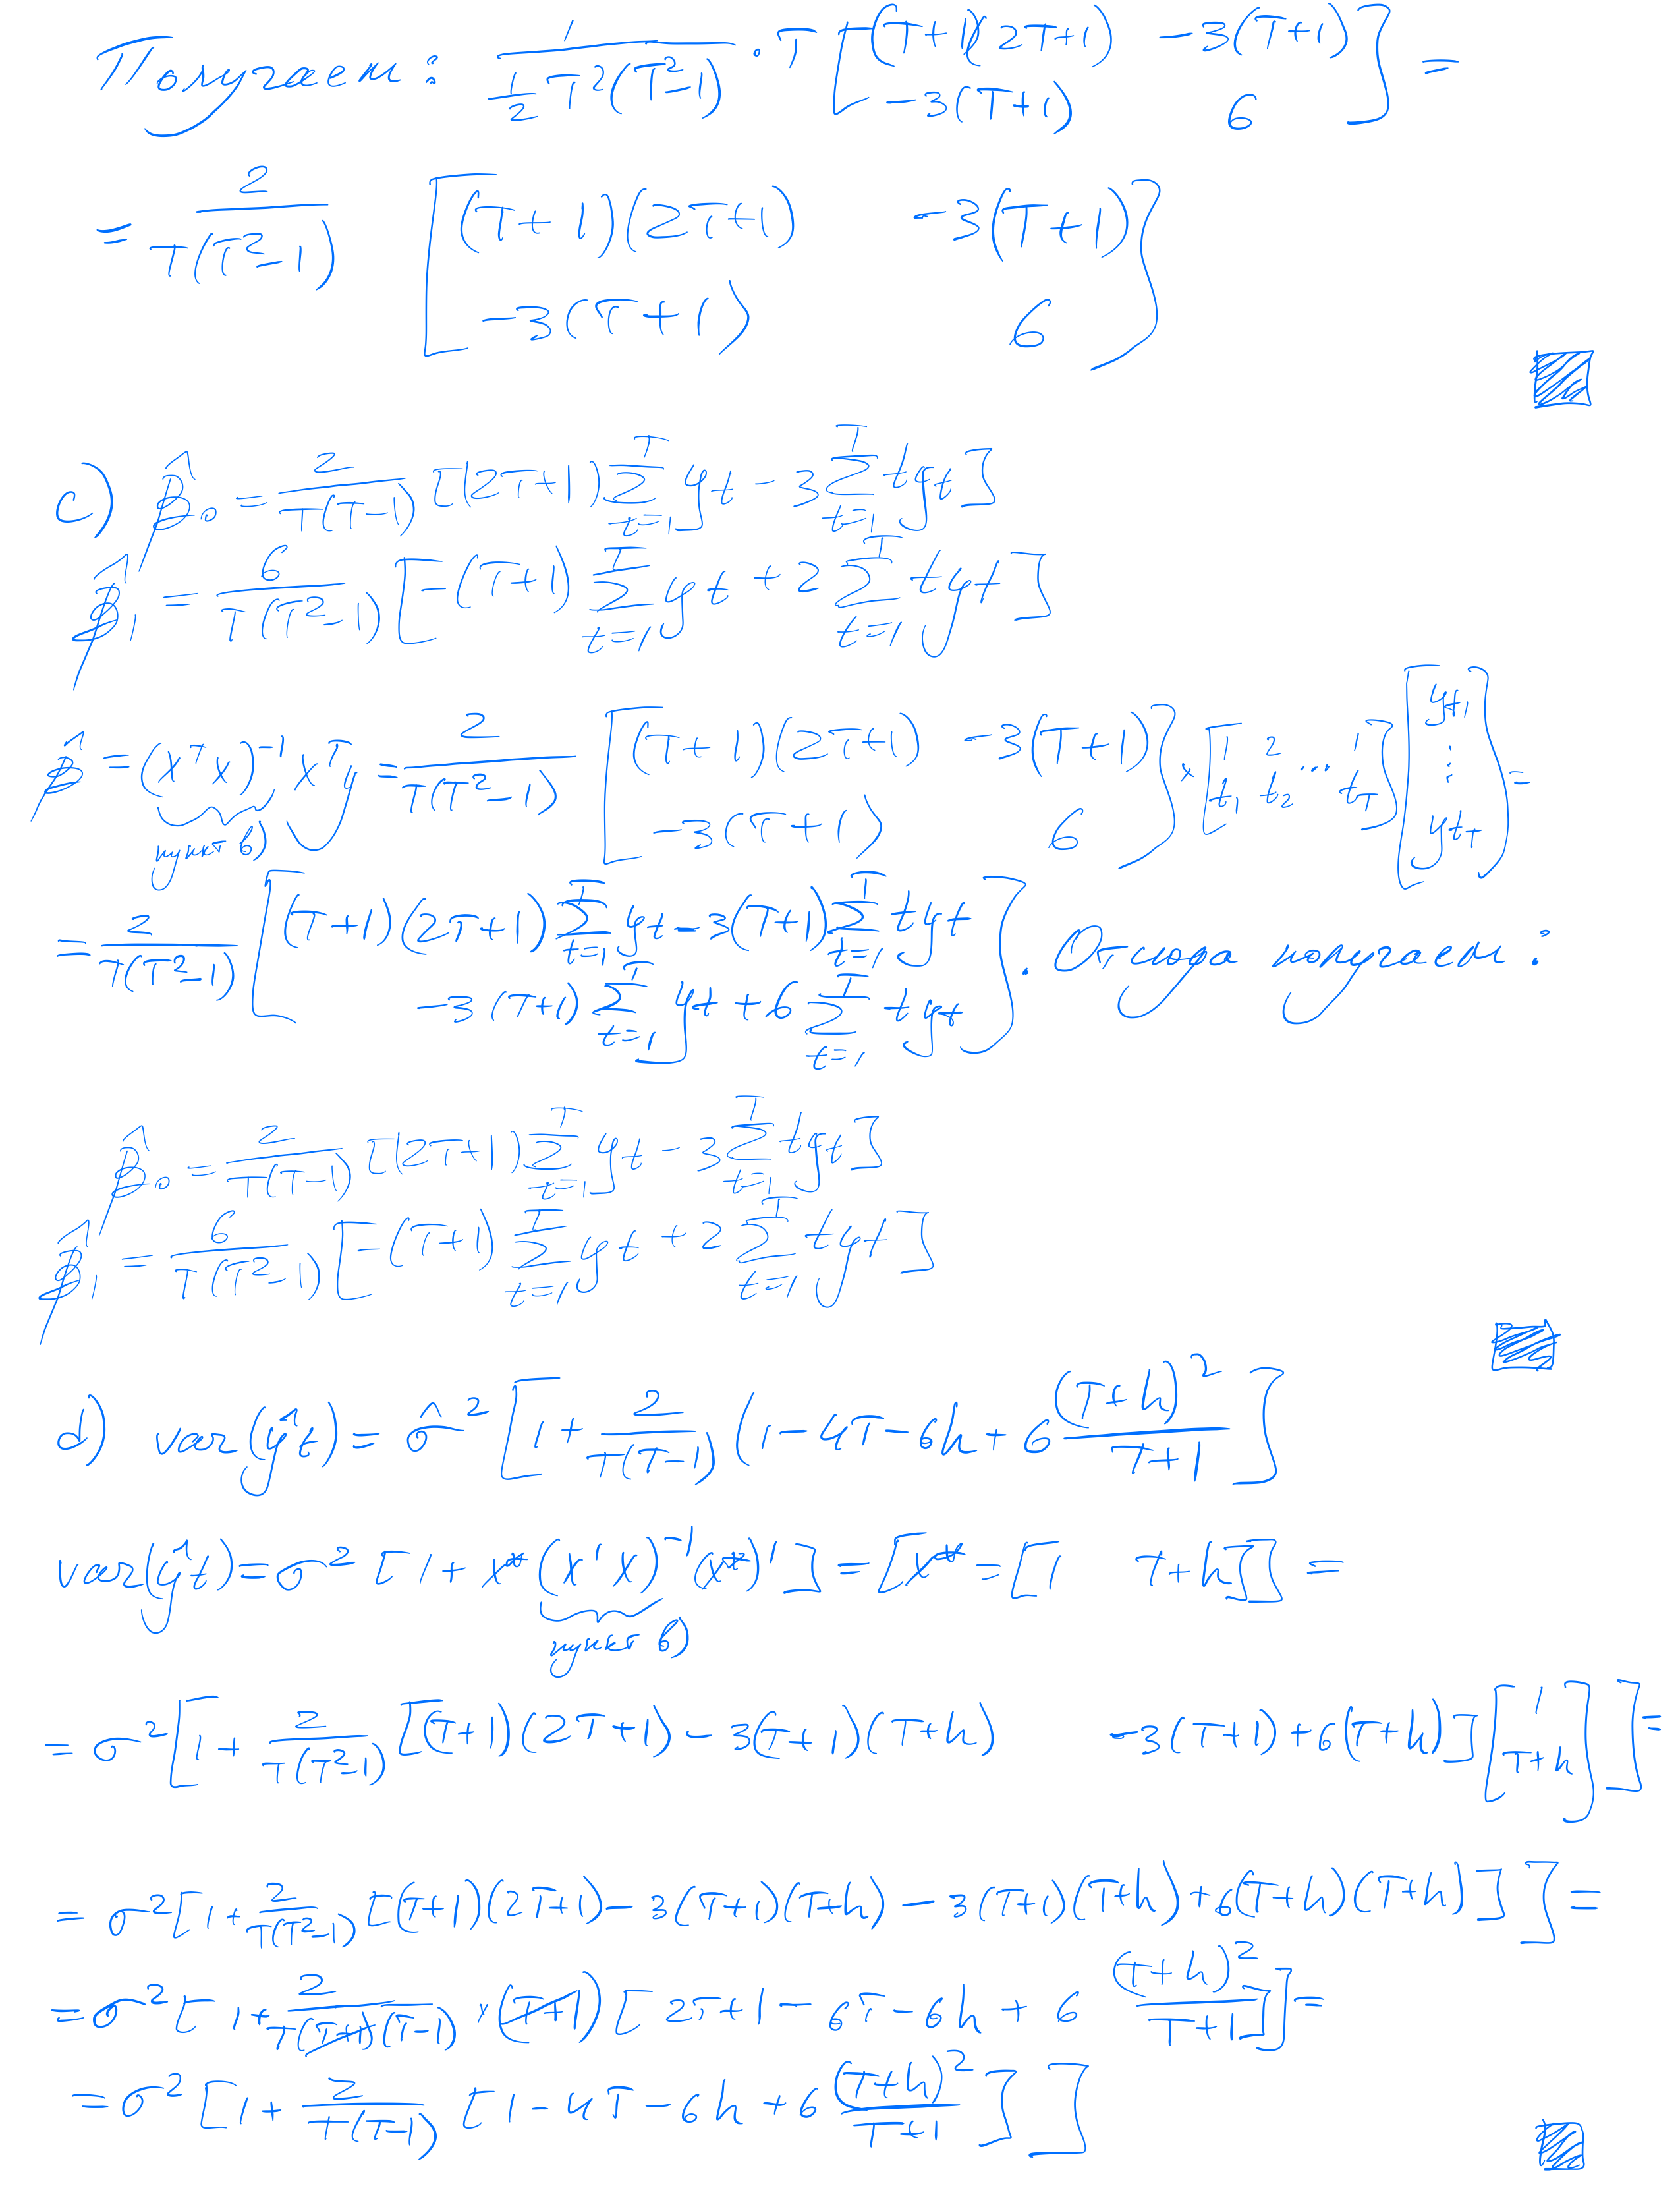 Получаем: \frac{1}{\frac{1}{2}T^2(T^2-1)} \cdot T \begin{bmatrix} (T+1)(2T+1) & -3(T+1) \\ -3(T+1) & 6 \end{bmatrix} =
= \frac{2}{T(T^2-1)} \begin{bmatrix} (T+1)(2T+1) & -3(T+1) \\ -3(T+1) & 6 \end{bmatrix}
c) \hat{\beta}_0 = \frac{2}{T(T-1)} [(2T+1) \sum_{t=1}^{T} y_t - 3 \sum_{t=1}^{T} t y_t]
\hat{\beta}_1 = \frac{6}{T(T^2-1)} [-(T+1) \sum_{t=1}^{T} y_t + 2 \sum_{t=1}^{T} t y_t]
\hat{\beta} = (X^T X)^{-1} X^T y = \frac{2}{T(T^2-1)} \begin{bmatrix} (T+1)(2T+1) & -3(T+1) \\ -3(T+1) & 6 \end{bmatrix} \times \begin{bmatrix} 1 & 2 & \dots & 1 \\ t_1 & t_2 & \dots & t_T \end{bmatrix} \begin{bmatrix} y_{t_1} \\ \vdots \\ y_{t_T} \end{bmatrix} =
пункт б)
= \frac{2}{T(T^2-1)} \begin{bmatrix} (T+1)(2T+1) \sum_{t=1}^{T} y_t - 3(T+1) \sum_{t=1}^{T} t y_t \\ -3(T+1) \sum_{t=1}^{T} y_t + 6 \sum_{t=1}^{T} t y_t \end{bmatrix}. Отсюда получаем:
\hat{\beta}_0 = \frac{2}{T(T-1)} [(2T+1) \sum_{t=1}^{T} y_t - 3 \sum_{t=1}^{T} t y_t]
\hat{\beta}_1 = \frac{6}{T(T^2-1)} [-(T+1) \sum_{t=1}^{T} y_t + 2 \sum_{t=1}^{T} t y_t]
d) var(\hat{y}_t) = \hat{\sigma}^2 [1 + \frac{2}{T(T-1)} (1 - 4T - 6h + 6 \frac{(T+h)^2}{T+1}]
var(\hat{y}_t) = \sigma^2 [1 + x^* (X'X)^{-1} (x^*)'] = [x^* = [1 \quad T+h]] =
пункт б)
= \sigma^2 [1 + \frac{2}{T(T^2-1)} [(T+1)(2T+1) - 3(T+1)(T+h) \quad -3(T+1) + 6(T+h)] \begin{bmatrix} 1 \\ T+h \end{bmatrix}] =
= \sigma^2 [1 + \frac{2}{T(T^2-1)} [(T+1)(2T+1) - 3(T+1)(T+h) - 3(T+1)(T+h) + 6(T+h)(T+h)]] =
= \sigma^2 [1 + \frac{2}{T(T+1)(T-1)} \times (T+1) [2T+1 - 6T - 6h + 6 \frac{(T+h)^2}{T+1}]] =
= \sigma^2 [1 + \frac{2}{T(T-1)} [1 - 4T - 6h + 6 \frac{(T+h)^2}{T+1}]]